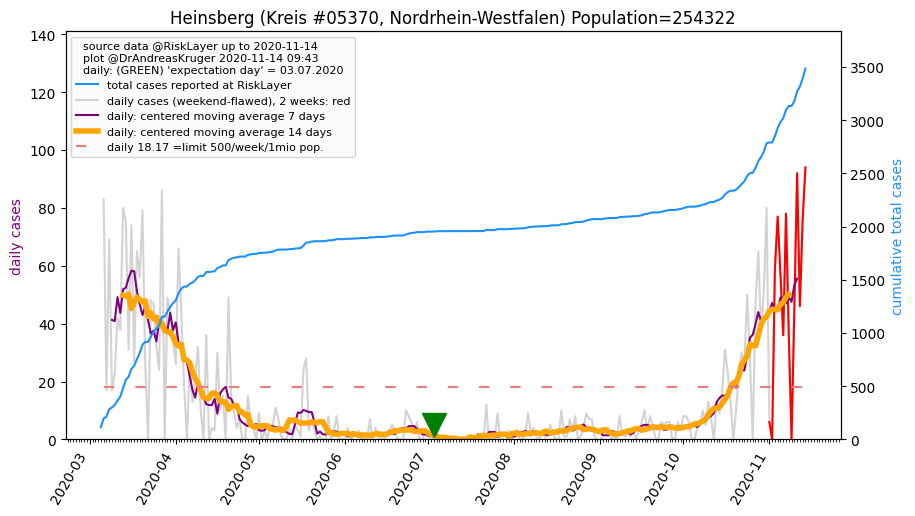 Heinsberg (Kreis #05370, Nordrhein-Westfalen) Population=254322
source data @RiskLayer up to 2020-11-14
plot @DrAndreasKruger 2020-11-14 09:43
daily: (GREEN) 'expectation day' = 03.07.2020
total cases reported at RiskLayer
daily cases (weekend-flawed), 2 weeks: red
daily: centered moving average 7 days
daily: centered moving average 14 days
daily 18.17 =limit 500/week/1mio pop.
daily cases
140
120
100
80
60
40
20
0
cumulative total cases
3500
3000
2500
2000
1500
1000
500
0
2020-03
2020-04
2020-05
2020-06
2020-07
2020-08
2020-09
2020-10
2020-11